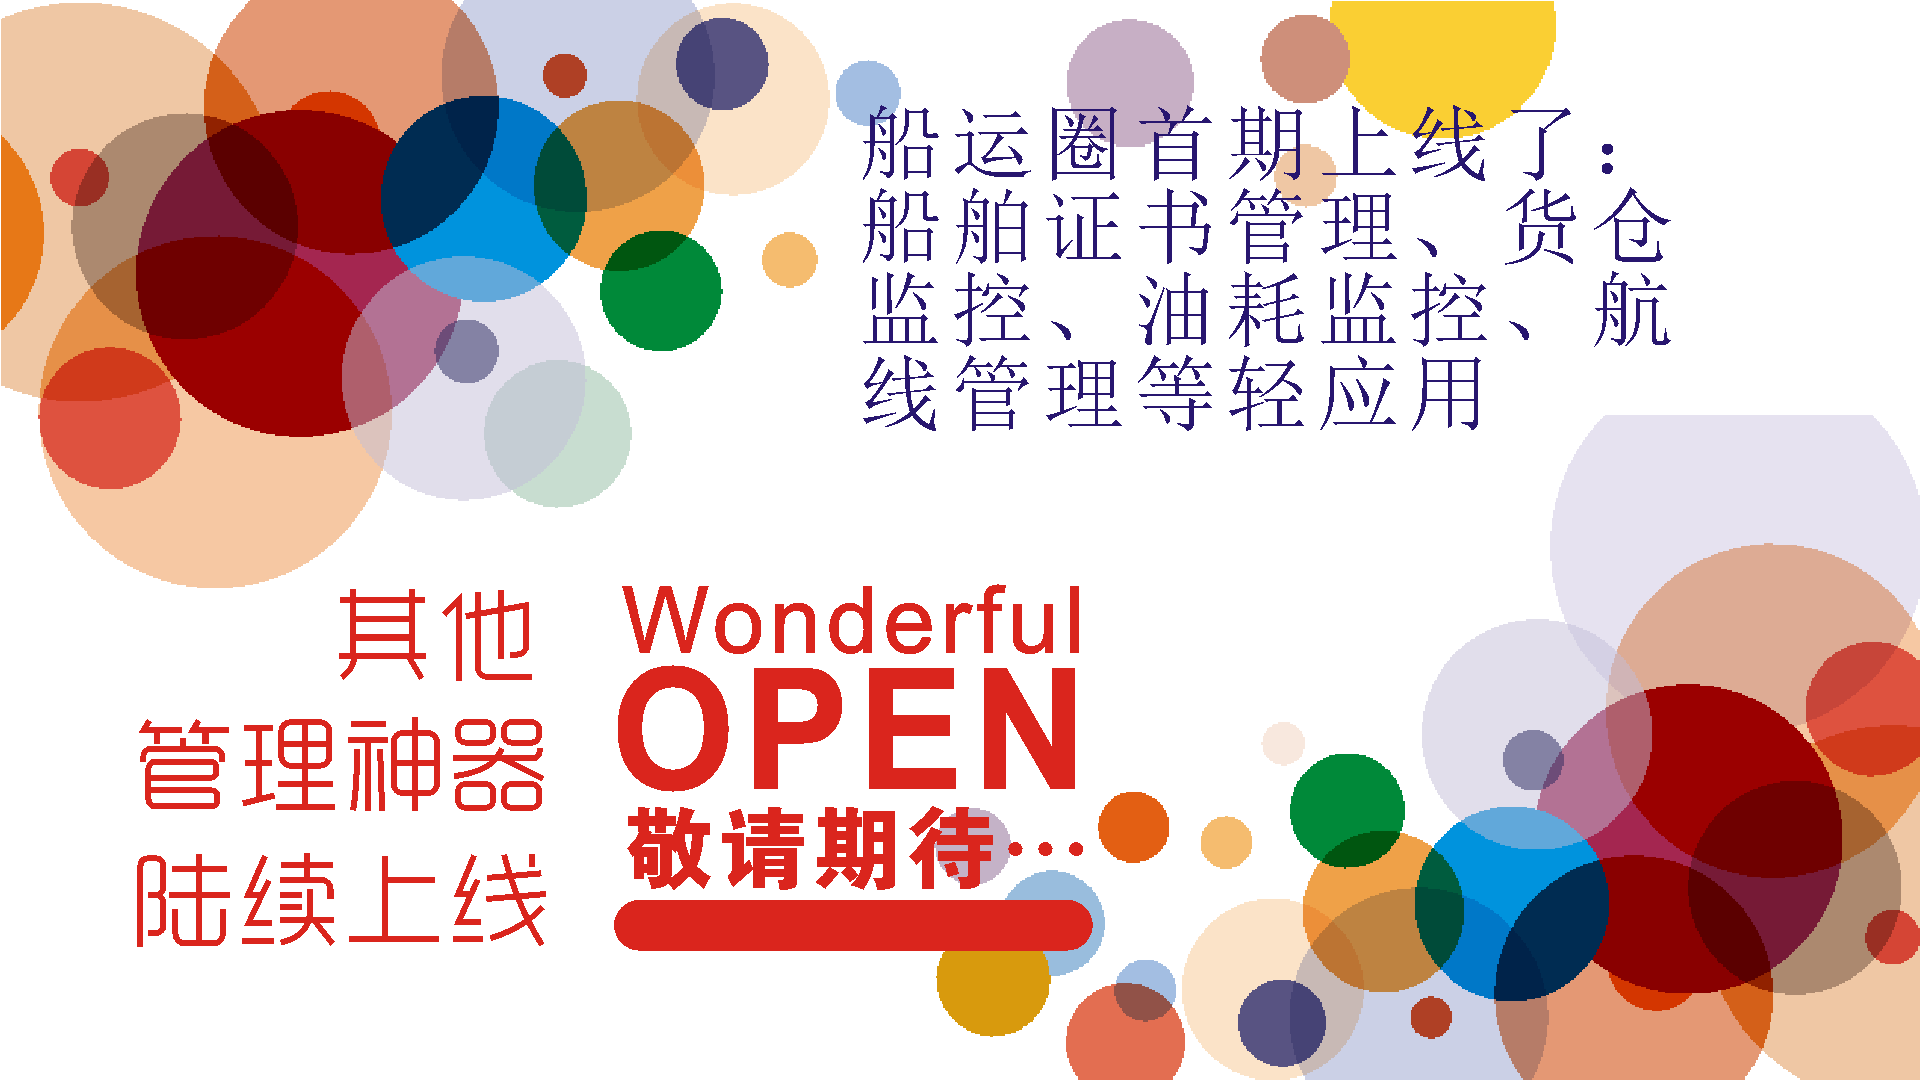 船运圈首期上线了：
船舶证书管理、货仓
监控、油耗监控、航
线管理等轻应用
其他
管理神器
陆续上线
Wonderful
OPEN
敬请期待…